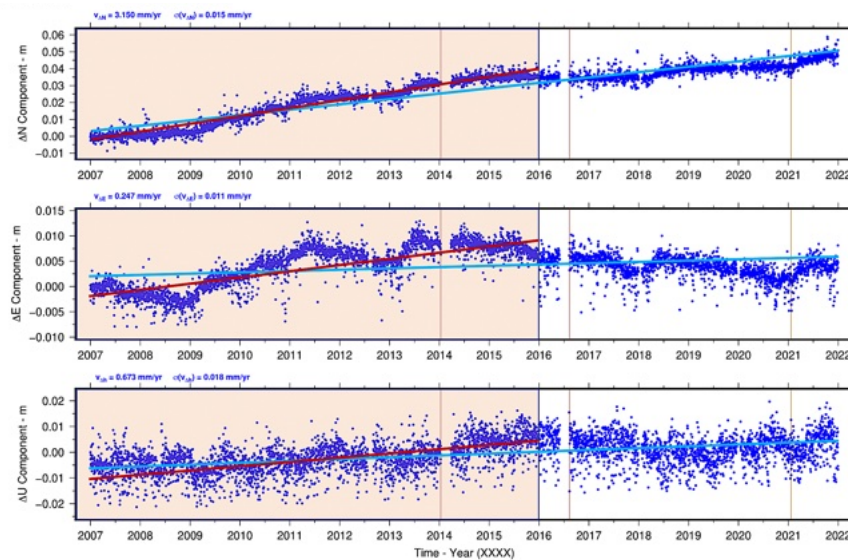 v_ΔN = 3.150 mm/yr σ(v_ΔN) = 0.015 mm/yr
ΔN Component - m
0.06
0.05
0.04
0.03
0.02
0.01
0.00
−0.01
2007 2008 2009 2010 2011 2012 2013 2014 2015 2016 2017 2018 2019 2020 2021 2022
v_ΔE = 0.247 mm/yr σ(v_ΔE) = 0.011 mm/yr
ΔE Component - m
0.015
0.010
0.005
0.000
−0.005
−0.010
2007 2008 2009 2010 2011 2012 2013 2014 2015 2016 2017 2018 2019 2020 2021 2022
= 0.673 mm/yr = 0.018 mm/yr
ΔU Component - m
0.02
0.01
0.00
−0.01
−0.02
2007 2008 2009 2010 2011 2012 2013 2014 2015 2016 2017 2018 2019 2020 2021 2022
Time - Year (XXXX)